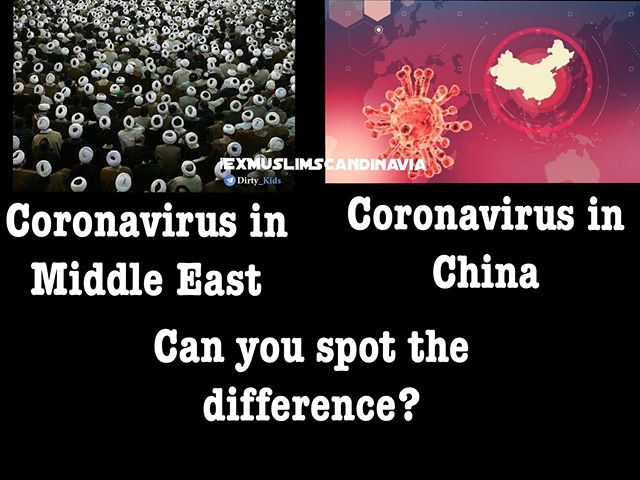 EXMUSLIMSCANDINAVIA
Dirty_Kids
Coronavirus in
Middle East
Coronavirus in
China
Can you spot the
difference?